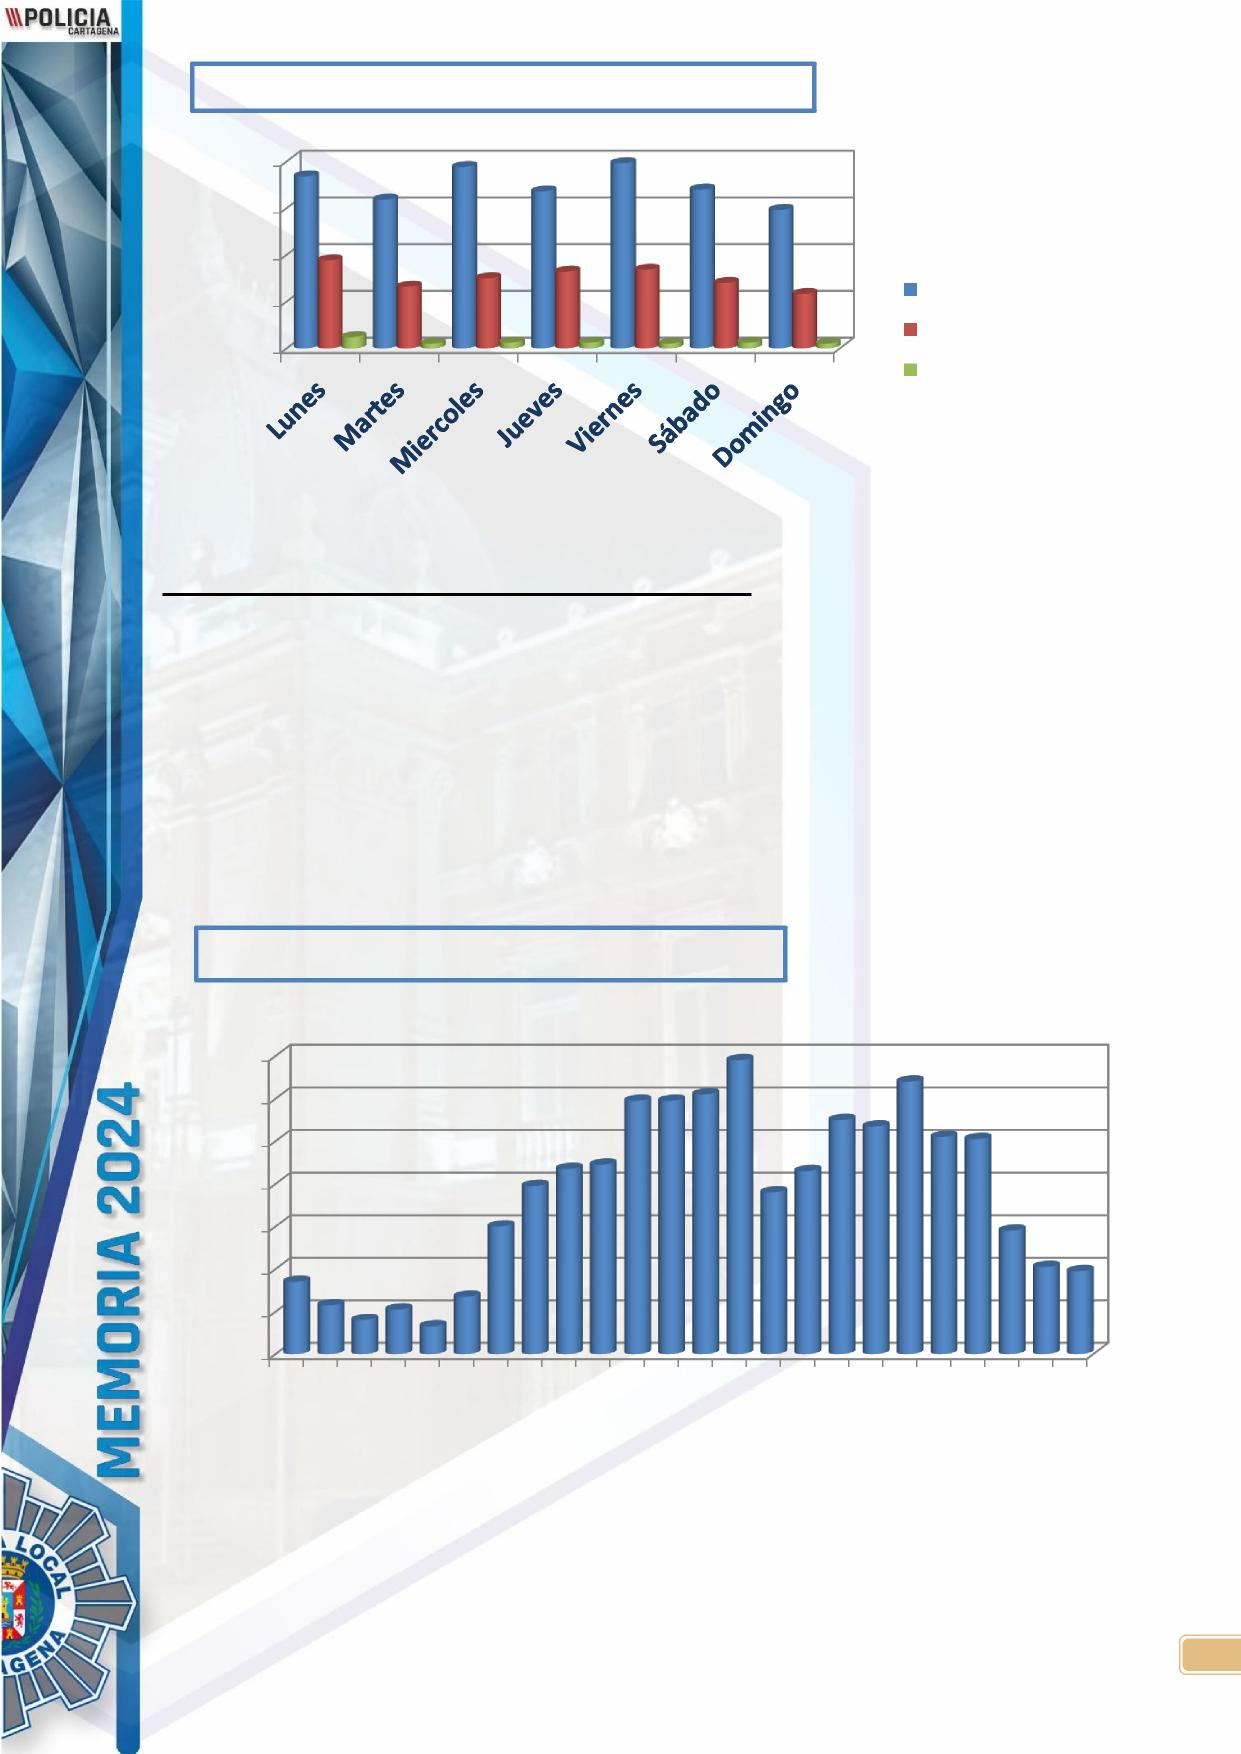 POLICIA
CARTAGENA
Lunes
Martes
Miercoles
Jueves
Viernes
Sábado
Domingo
MEMORIA 2024
A LOCAL
AGENA